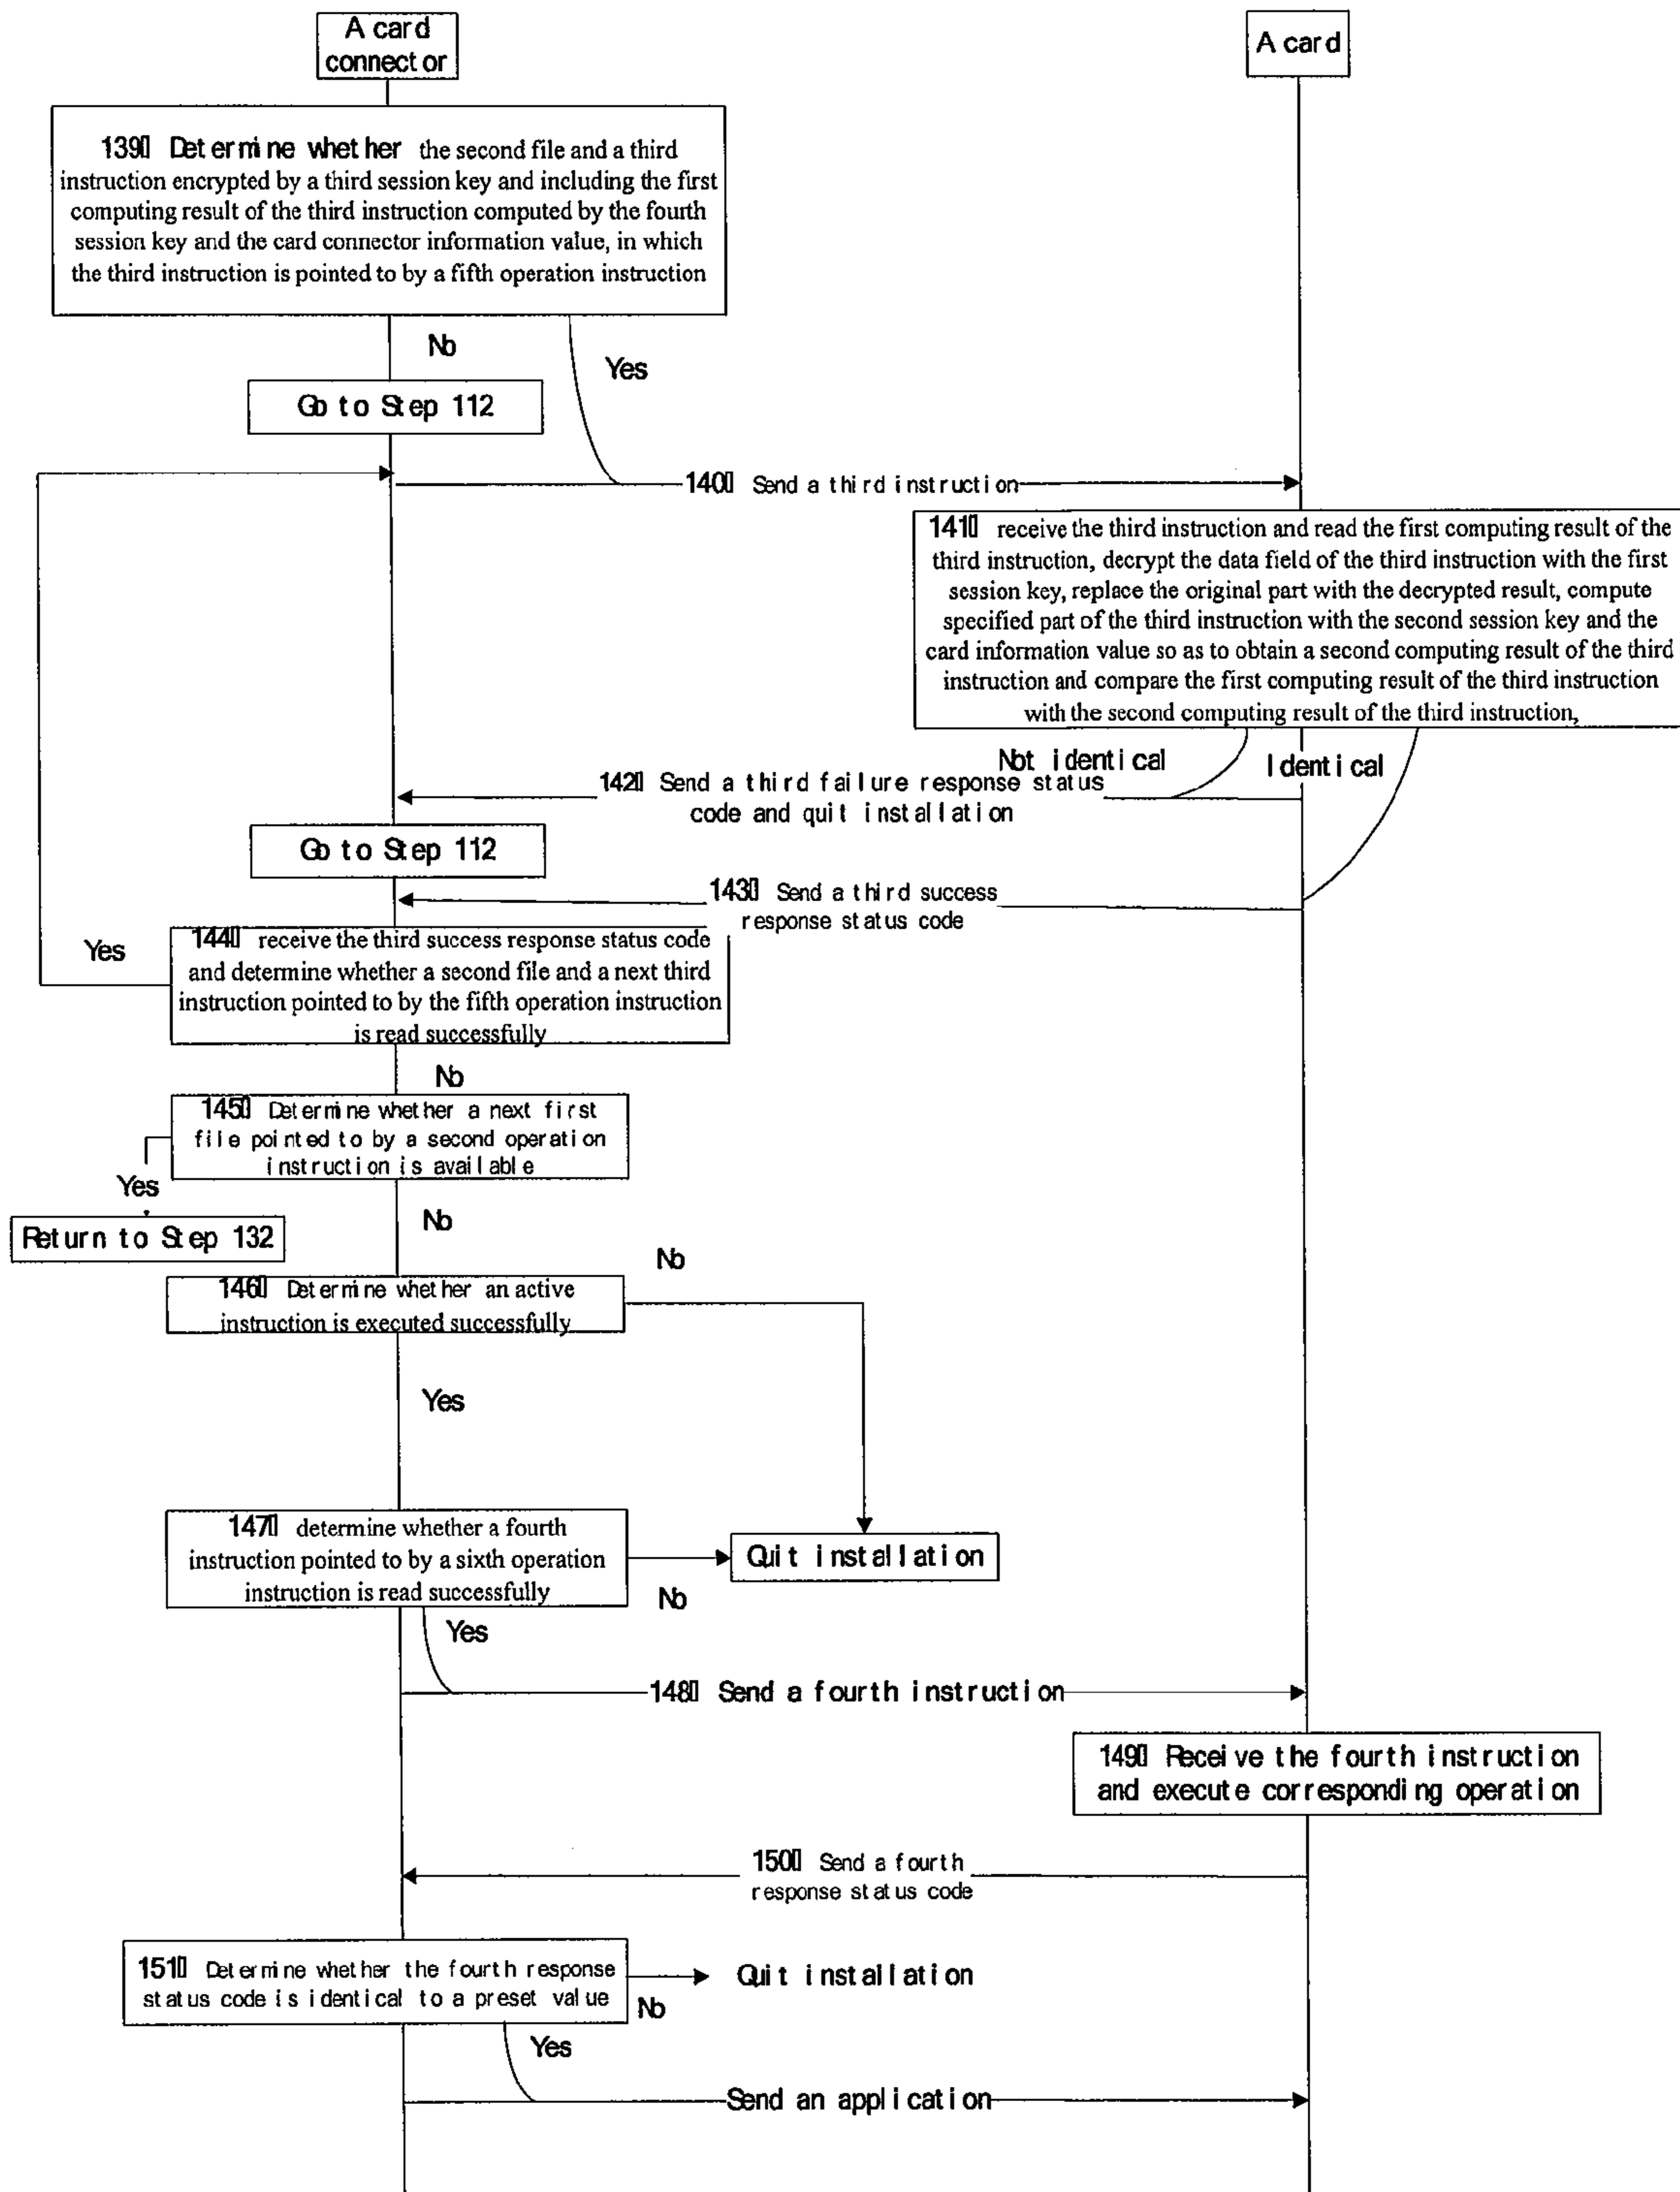 A card
connector
A card
139 Determine whether the second file and a third
instruction encrypted by a third session key and including the first
computing result of the third instruction computed by the fourth
session key and the card connector information value, in which
the third instruction is pointed to by a fifth operation instruction
No
Yes
Go to Step 112
140 Send a third instruction
141 receive the third instruction and read the first computing result of the
third instruction, decrypt the data field of the third instruction with the first
session key, replace the original part with the decrypted result, compute
specified part of the third instruction with the second session key and the
card information value so as to obtain a second computing result of the third
instruction and compare the first computing result of the third instruction
with the second computing result of the third instruction,
Not identical
Identical
142 Send a third failure response status
code and quit installation
Go to Step 112
143 Send a third success
response status code
Yes
144 receive the third success response status code
and determine whether a second file and a next third
instruction pointed to by the fifth operation instruction
is read successfully
No
145 Determine whether a next first
file pointed to by a second operation
instruction is available
Yes
No
Return to Step 132
No
146 Determine whether an active
instruction is executed successfully
Yes
147 determine whether a fourth
instruction pointed to by a sixth operation
instruction is read successfully
Quit installation
No
Yes
148 Send a fourth instruction
149 Receive the fourth instruction
and execute corresponding operation
150 Send a fourth
response status code
151 Determine whether the fourth response
status code is identical to a preset value
Quit installation
No
Yes
Send an application